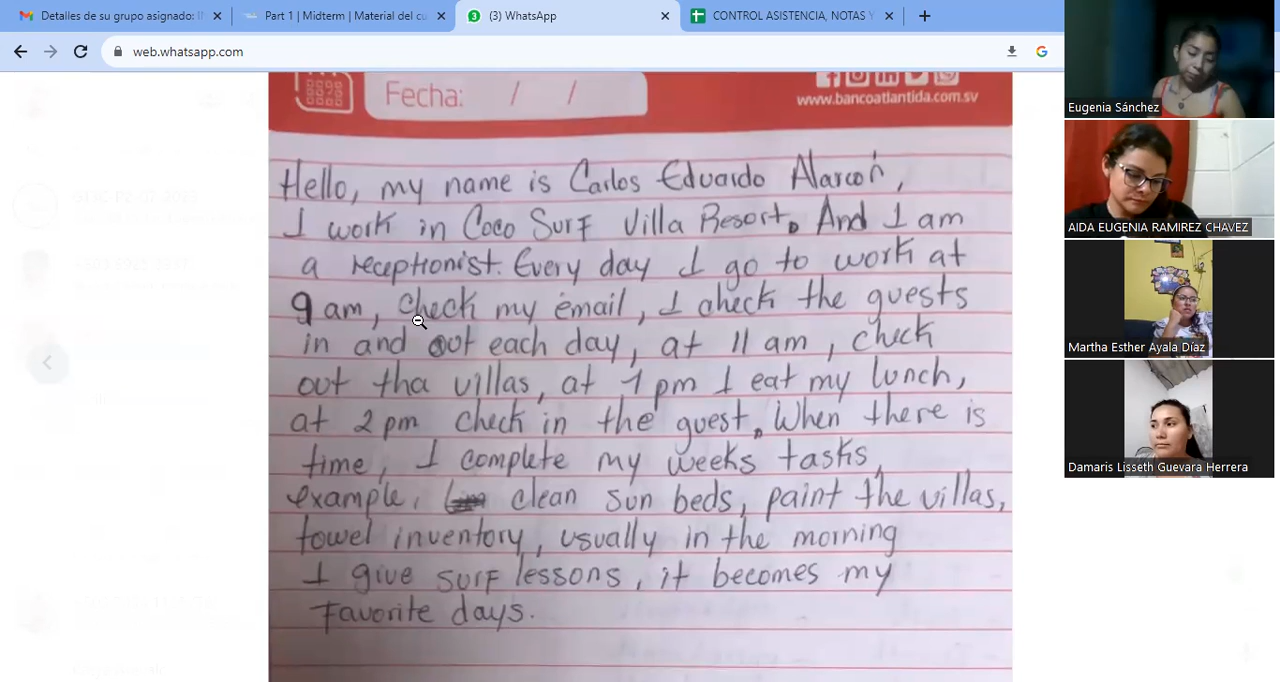 Detalles de su grupo asignado: I
Part 1 | Midterm | Material del cu
(3) WhatsApp
CONTROL ASISTENCIA, NOTAS Y
web.whatsapp.com
Fecha: / /
www.bancoatlantida.com.sv
Hello, my name is Carlos Eduardo Alarcón,
I work in Coco Surf Villa Resort. And I am
a receptionist. Every day I go to work at
9 am, check my email, I check the guests
in and out each day, at 11 am, check
out tha villas, at 1 pm I eat my lunch,
at 2 pm check in the guest. When there is
time, I complete my weeks tasks,
example, clean sun beds, paint the villas,
towel inventory, usually in the morning
I give surf lessons, it becomes my
favorite days.
Eugenia Sánchez
AIDA EUGENIA RAMIREZ CHAVEZ
Martha Esther Ayala Díaz
Damaris Lisseth Guevara Herrera